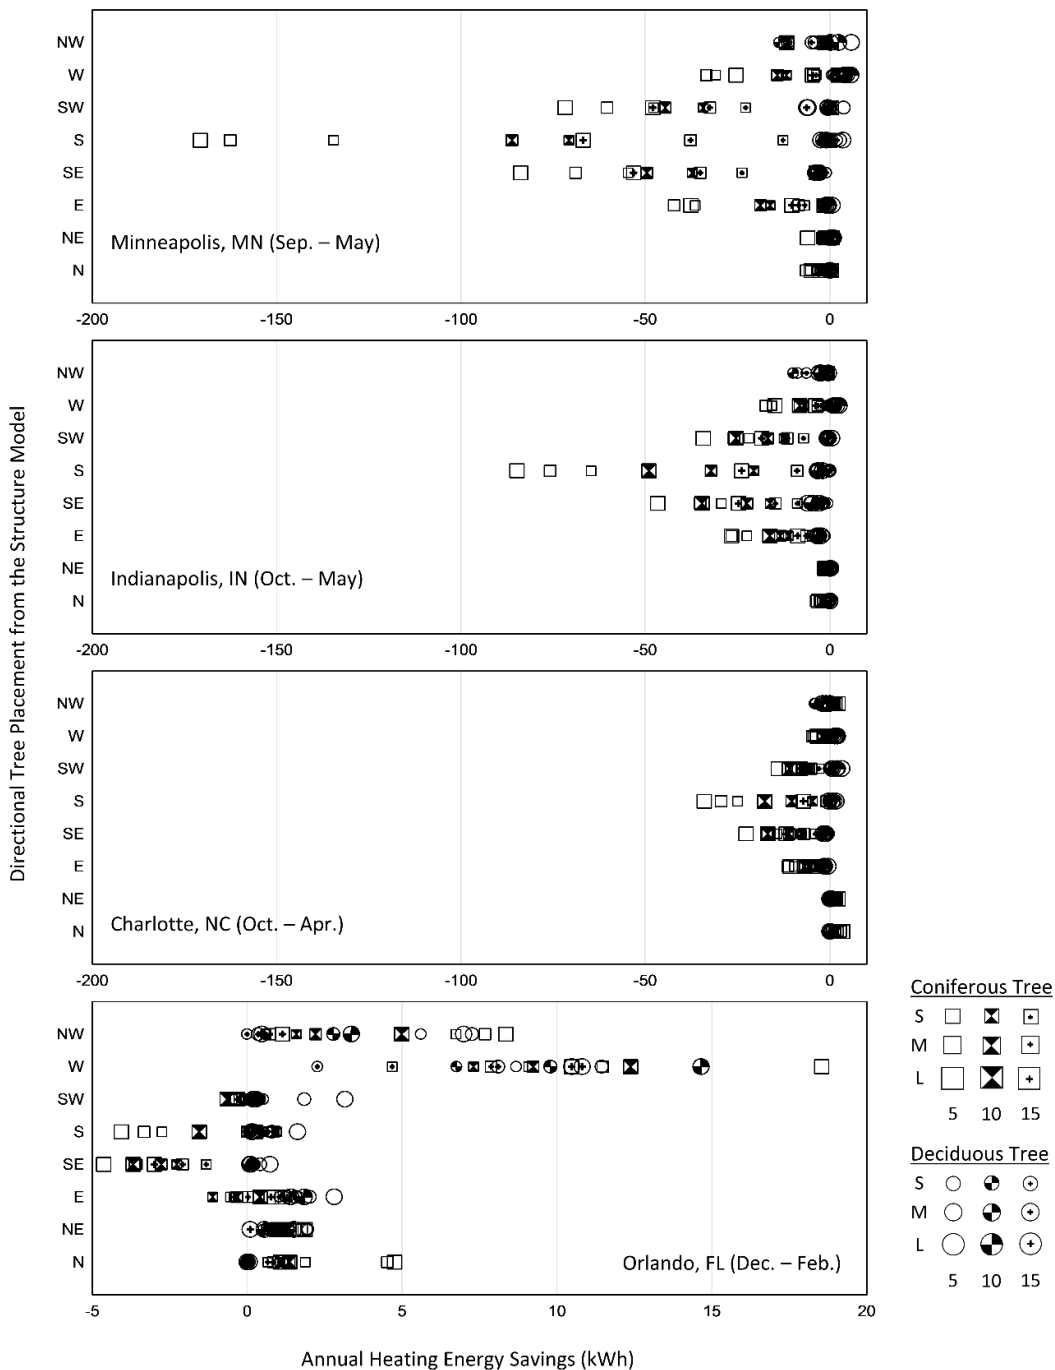 Directional Tree Placement from the Structure Model
NW
W
SW
S
SE
E
NE
N
Minneapolis, MN (Sep. – May)
-200 -150 -100 -50 0
NW
W
SW
S
SE
E
NE
N
Indianapolis, IN (Oct. – May)
-200 -150 -100 -50 0
NW
W
SW
S
SE
E
NE
N
Charlotte, NC (Oct. – Apr.)
-200 -150 -100 -50 0
NW
W
SW
S
SE
E
NE
N
Orlando, FL (Dec. – Feb.)
-5 0 5 10 15 20
Annual Heating Energy Savings (kWh)
Coniferous Tree
S
M
L
5 10 15
Deciduous Tree
S
M
L
5 10 15